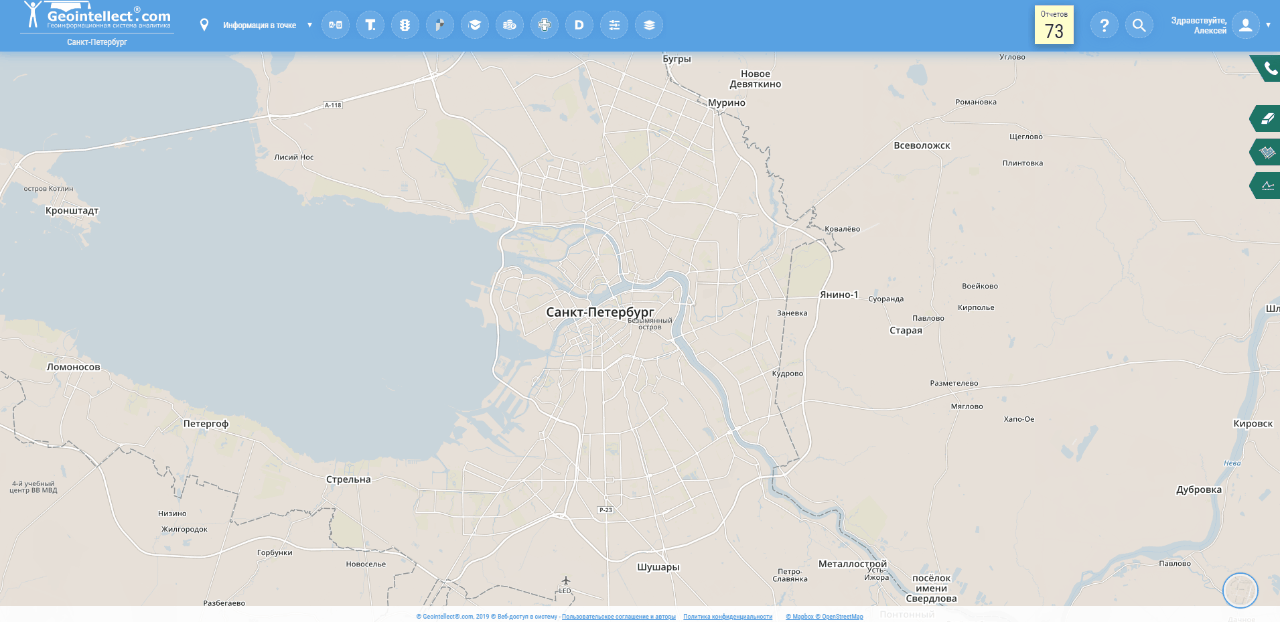 Geointellect®.com
Геоинформационная система аналитика
Санкт-Петербург
Информация в точке
T.
D
Отчетов
73
?
Здравствуйте,
Алексей
Бугры
Углово
Новое
Девяткино
Мурино
Романовка
А-118
Щеглово
Всеволожск
Лисий Нос
Плинтовка
остров Котлин
Кронштадт
Ковалёво
Войеково
Янино-1
Суоранда
Кирполье
Шл
Санкт-Петербург
Заневка
Павлово
Безымянный
остров
Старая
Ломоносов
Кудрово
Разметелево
Мяглово
Хапо-Ое
Петергоф
Кировск
Нева
Стрельна
4-й учебный
центр ВВ МВД
Дубровка
Низино
Р-23
Жилгородок
Горбунки
Новоселье
Шушары
Металлострой
Павлово
Петро-
Славянка
Усть-
Ижора
посёлок
имени
Свердлова
LED
Разбегаево
Понтонный
© Geointellect®.com, 2019 © Веб-доступ в систему - Пользовательское соглашение и авторы Политика конфиденциальности © Mapbox © OpenStreetMap